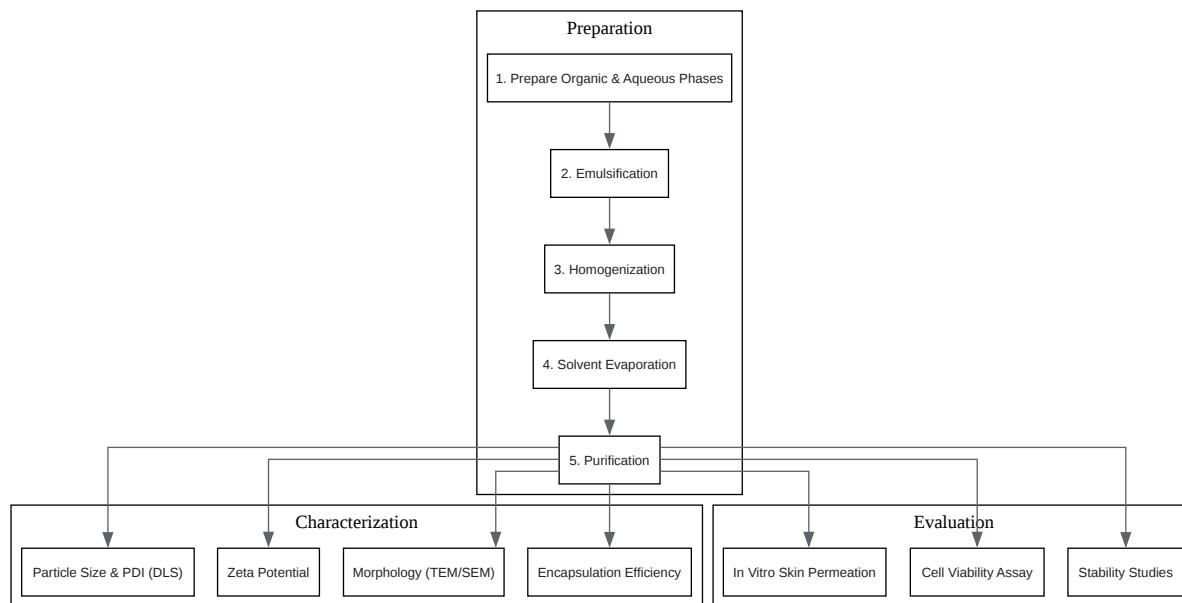 Preparation
1. Prepare Organic & Aqueous Phases
2. Emulsification
3. Homogenization
4. Solvent Evaporation
5. Purification
Characterization
Particle Size & PDI (DLS)
Zeta Potential
Morphology (TEM/SEM)
Encapsulation Efficiency
Evaluation
In Vitro Skin Permeation
Cell Viability Assay
Stability Studies